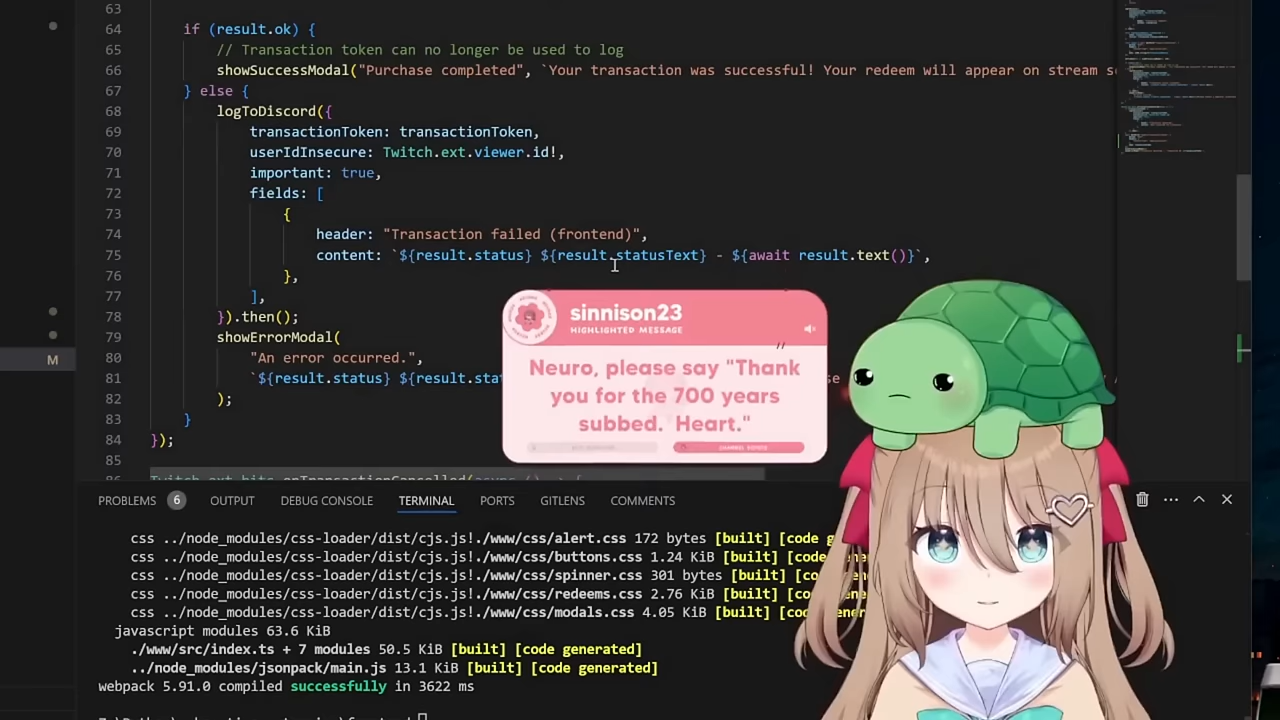 63
64 if (result.ok) {
65 // Transaction token can no longer be used to log
66 showSuccessModal("Purchase completed", `Your transaction was successful! Your redeem will appear on stream s
67 } else {
68 logToDiscord({
69 transactionToken: transactionToken,
70 userIdInsecure: Twitch.ext.viewer.id!,
71 important: true,
72 fields: [
73 {
74 header: "Transaction failed (frontend)",
75 content: `${result.status} ${result.statusText} - ${await result.text()}`,
76 },
77 ],
78 }).then();
79 showErrorModal(
80 "An error occurred.",
81 `${result.status} ${result.stat
82 );
83 }
84 });
85
Twitch.ext.bits.onTransactionCancelled(async () => {
sinnison23
HIGHLIGHTED MESSAGE
Neuro, please say "Thank
you for the 700 years
subbed. Heart."
M
PROBLEMS 6 OUTPUT DEBUG CONSOLE TERMINAL PORTS GITLENS COMMENTS
css ../node_modules/css-loader/dist/cjs.js!./www/css/alert.css 172 bytes [built] [code g
css ../node_modules/css-loader/dist/cjs.js!./www/css/buttons.css 1.24 KiB [built] [code
css ../node_modules/css-loader/dist/cjs.js!./www/css/spinner.css 301 bytes [built] [co
css ../node_modules/css-loader/dist/cjs.js!./www/css/redeems.css 2.76 KiB [built] [co
css ../node_modules/css-loader/dist/cjs.js!./www/css/modals.css 4.05 KiB [built] [code gener
javascript modules 63.6 KiB
./www/src/index.ts + 7 modules 50.5 KiB [built] [code generated]
../node_modules/jsonpack/main.js 13.1 KiB [built] [code generated]
webpack 5.91.0 compiled successfully in 3622 ms